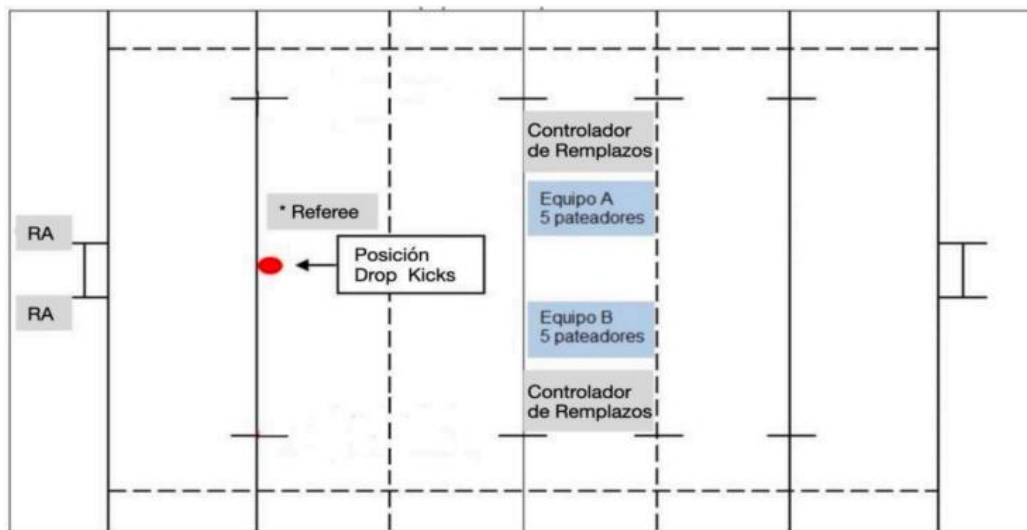 Controlador
de Remplazos
Equipo A
5 pateadores
* Referee
RA
Posición
Drop Kicks
RA
Equipo B
5 pateadores
Controlador
de Remplazos